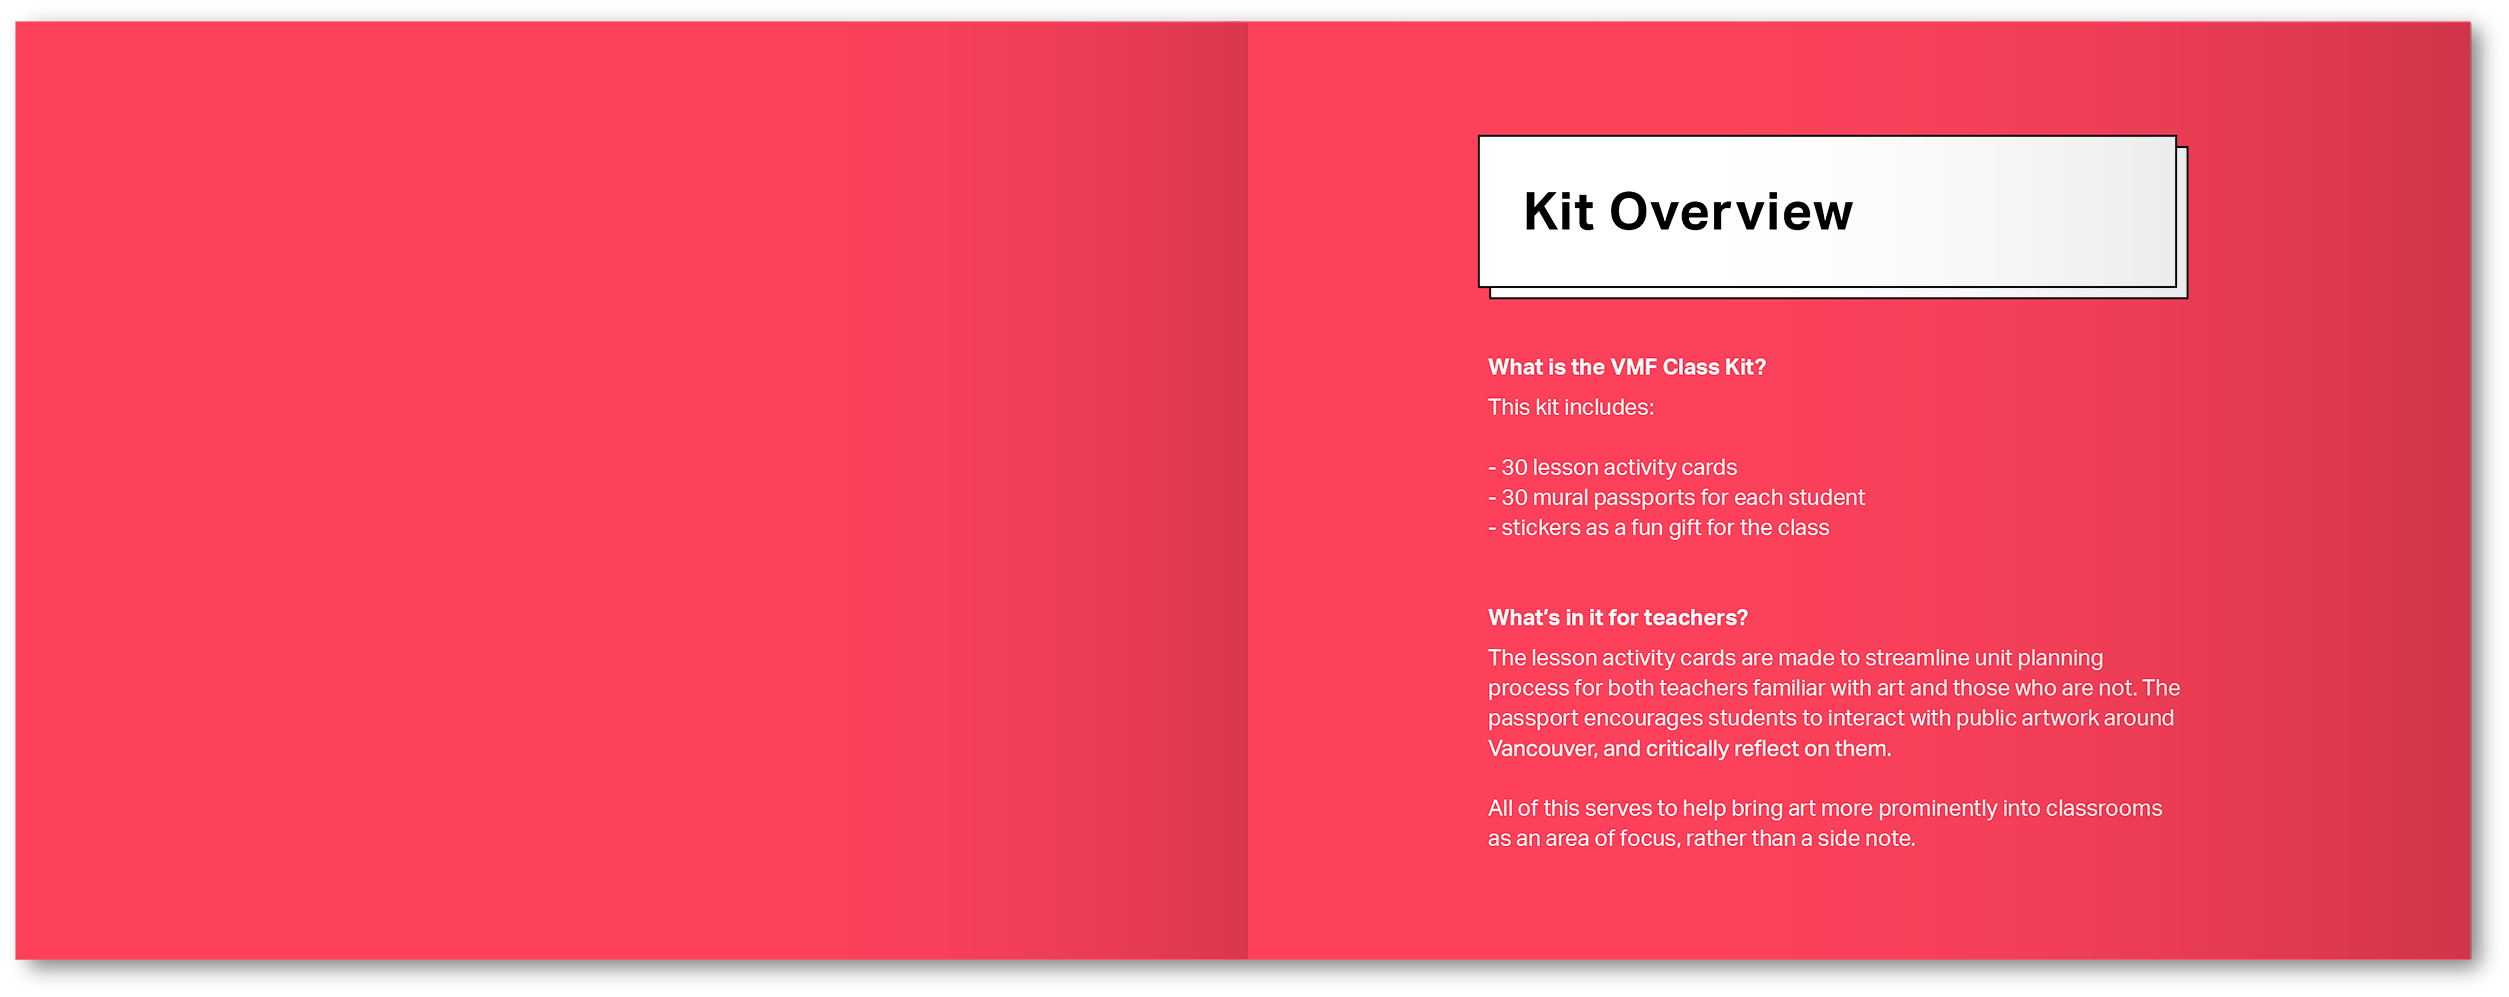 Kit Overview
What is the VMF Class Kit?
This kit includes:
- 30 lesson activity cards
- 30 mural passports for each student
- stickers as a fun gift for the class
What's in it for teachers?
The lesson activity cards are made to streamline unit planning
process for both teachers familiar with art and those who are not. The
passport encourages students to interact with public artwork around
Vancouver, and critically reflect on them.
All of this serves to help bring art more prominently into classrooms
as an area of focus, rather than a side note.